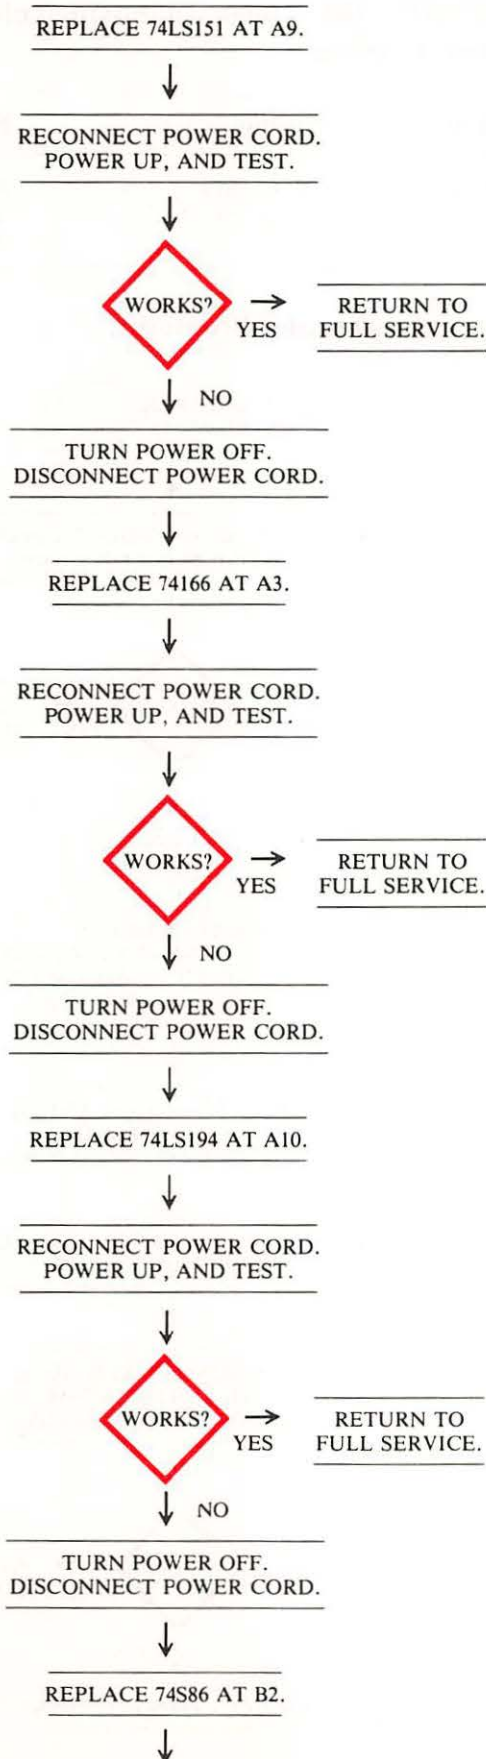 REPLACE 74LS151 AT A9.
RECONNECT POWER CORD.
POWER UP, AND TEST.
WORKS?
YES
RETURN TO
FULL SERVICE.
NO
TURN POWER OFF.
DISCONNECT POWER CORD.
REPLACE 74166 AT A3.
RECONNECT POWER CORD.
POWER UP, AND TEST.
WORKS?
YES
RETURN TO
FULL SERVICE.
NO
TURN POWER OFF.
DISCONNECT POWER CORD.
REPLACE 74LS194 AT A10.
RECONNECT POWER CORD.
POWER UP, AND TEST.
WORKS?
YES
RETURN TO
FULL SERVICE.
NO
TURN POWER OFF.
DISCONNECT POWER CORD.
REPLACE 74S86 AT B2.